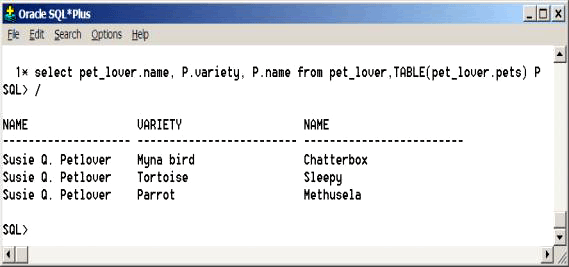 Oracle SQL*Plus
File Edit Search Options Help
1* select pet_lover.name, P.variety, P.name from pet_lover,TABLE(pet_lover.pets) P
SQL> /
NAME VARIETY NAME
-------------------- ------------------------- -------------------------
Susie Q. Petlover Myna bird Chatterbox
Susie Q. Petlover Tortoise Sleepy
Susie Q. Petlover Parrot Methusela
SQL>